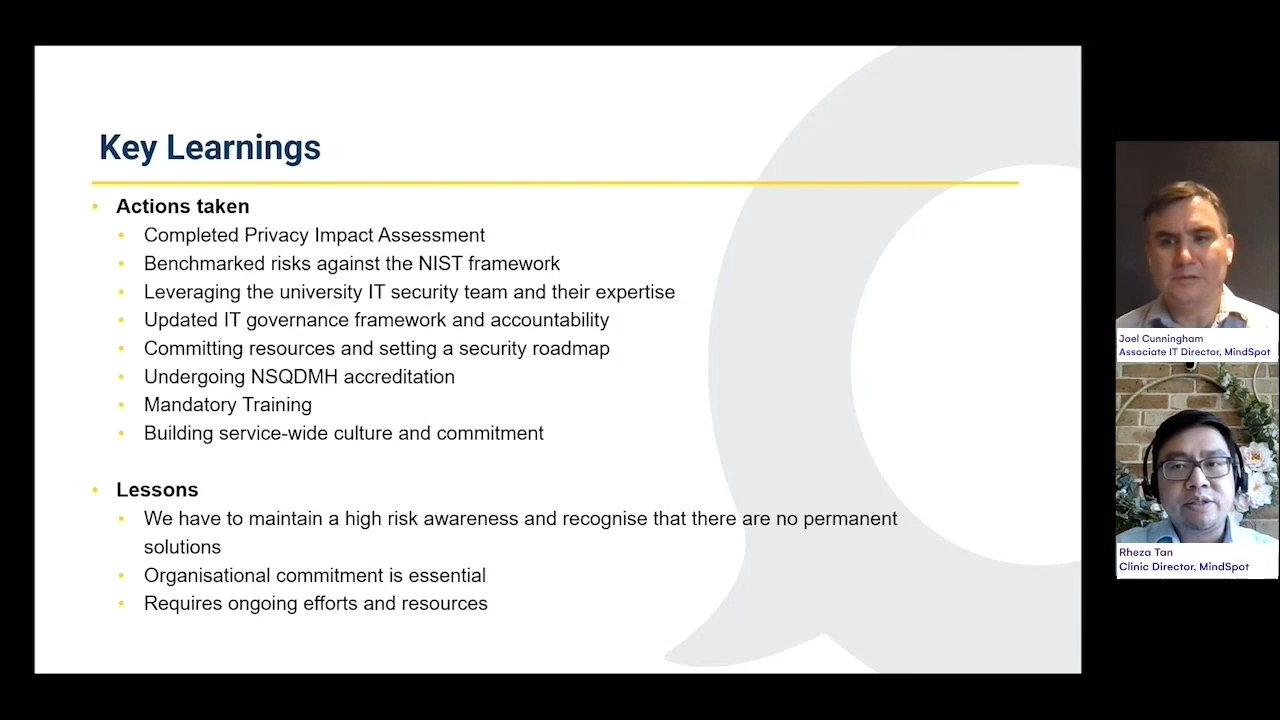 Key Learnings
Actions taken
Completed Privacy Impact Assessment
Benchmarked risks against the NIST framework
Leveraging the university IT security team and their expertise
Updated IT governance framework and accountability
Committing resources and setting a security roadmap
Undergoing NSQDMH accreditation
Mandatory Training
Building service-wide culture and commitment
Lessons
We have to maintain a high risk awareness and recognise that there are no permanent
solutions
Organisational commitment is essential
Requires ongoing efforts and resources
Joel Cunningham
Associate IT Director, MindSpot
Rheza Tan
Clinic Director, MindSpot